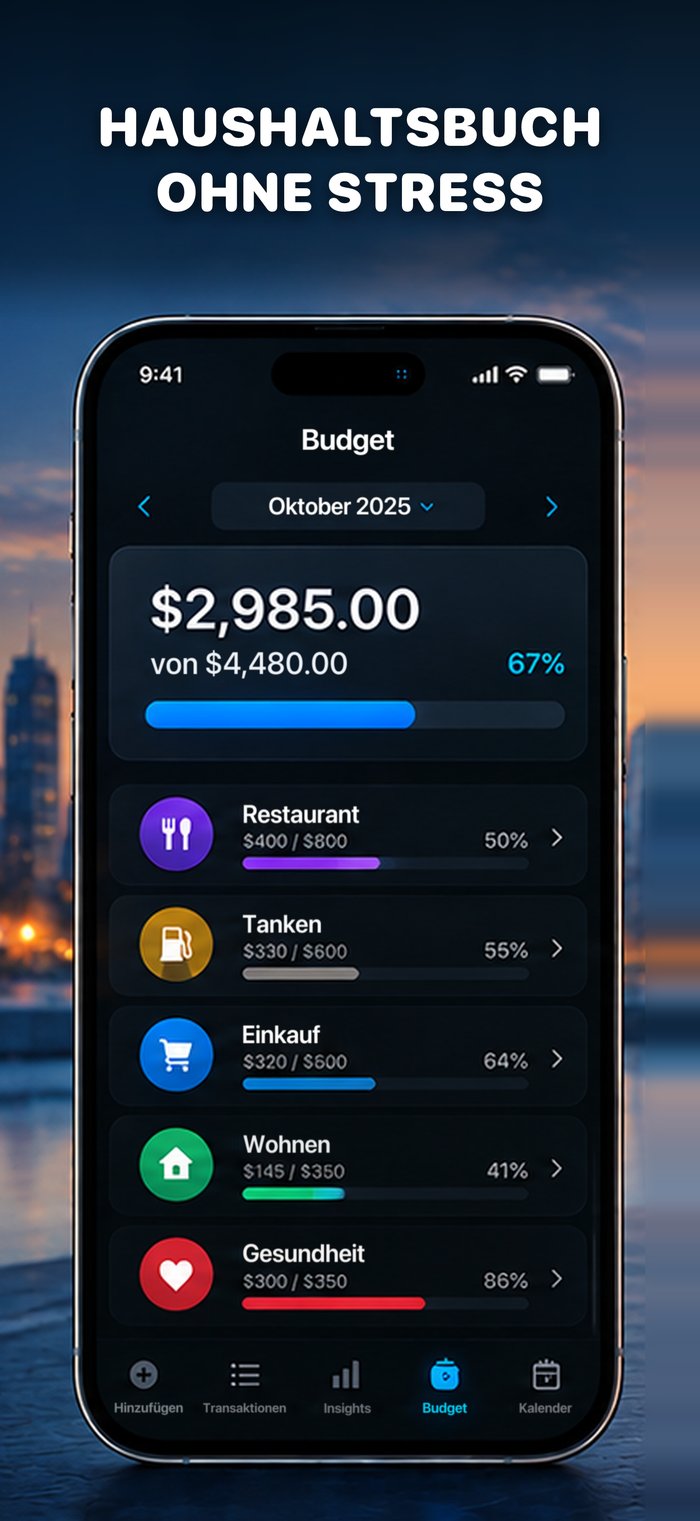 HAUSHALTSBUCH
OHNE STRESS
9:41
Budget
Oktober 2025
$2,985.00
von $4,480.00
67%
Restaurant
$400 / $800
50%
Tanken
$330 / $600
55%
Einkauf
$320 / $600
64%
Wohnen
$145 / $350
41%
Gesundheit
$300 / $350
86%
Hinzufügen
Transaktionen
Insights
Budget
Kalender